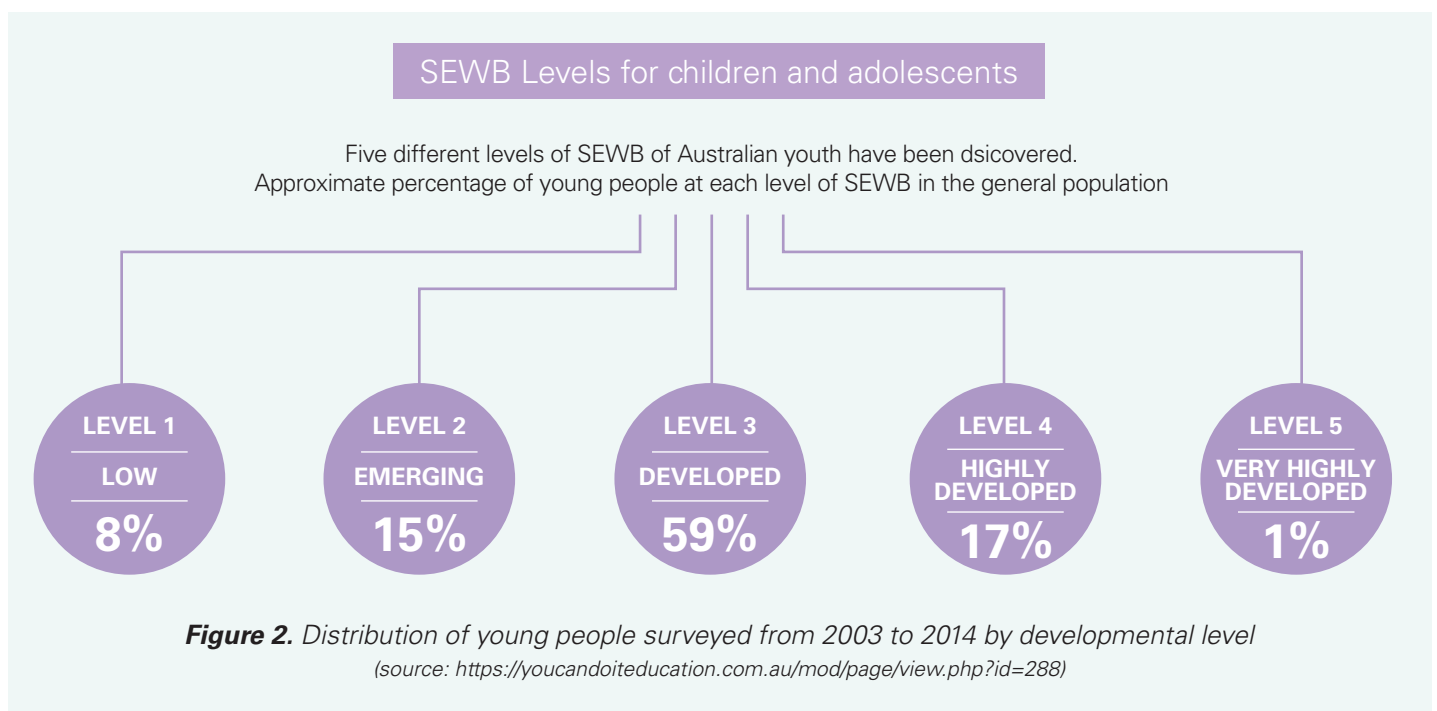 SEWB Levels for children and adolescents
Five different levels of SEWB of Australian youth have been dsicovered.
Approximate percentage of young people at each level of SEWB in the general population
LEVEL 1
LOW
8%
LEVEL 2
EMERGING
15%
LEVEL 3
DEVELOPED
59%
LEVEL 4
HIGHLY
DEVELOPED
17%
LEVEL 5
VERY HIGHLY
DEVELOPED
1%
Figure 2. Distribution of young people surveyed from 2003 to 2014 by developmental level
(source: https://youcandoiteducation.com.au/mod/page/view.php?id=288)